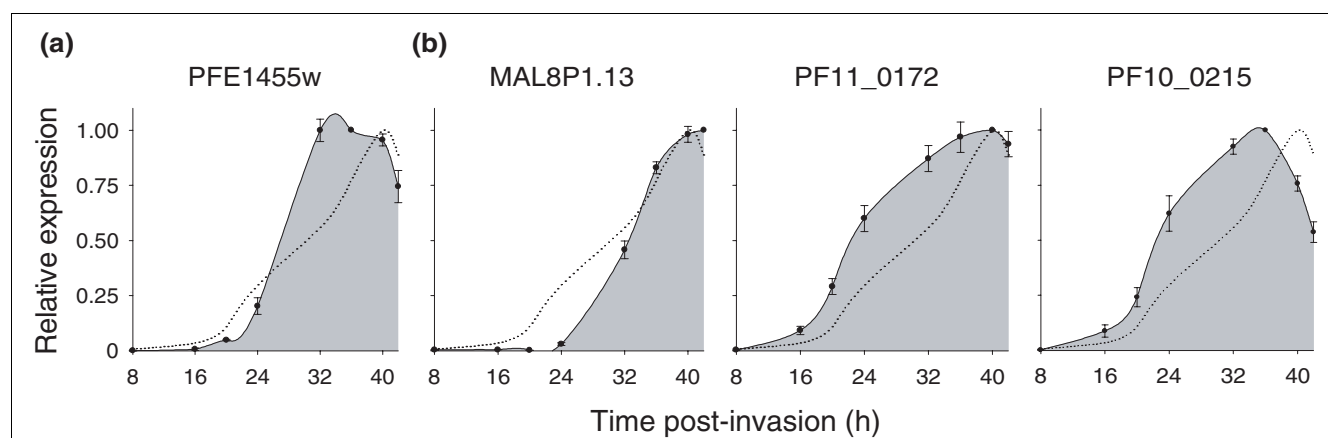 (a) (b)
PFE1455w MAL8P1.13 PF11_0172 PF10_0215
Relative expression
1.00
0.75
0.50
0.25
0
8 16 24 32 40 8 16 24 32 40 8 16 24 32 40 8 16 24 32 40
Time post-invasion (h)